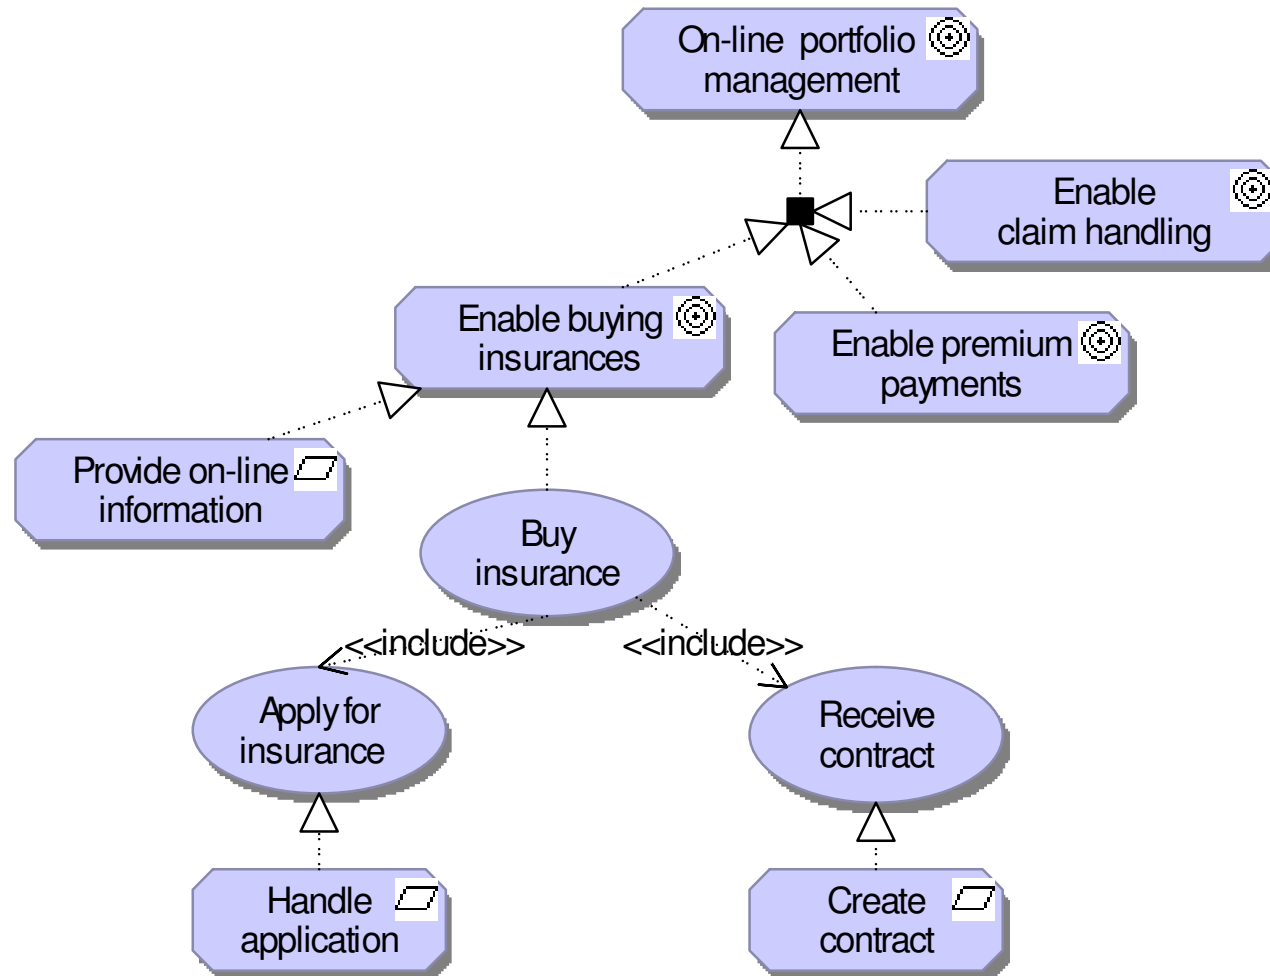 On-line portfolio
management
Enable
claim handling
Enable buying
insurances
Enable premium
payments
Provide on-line
information
Buy
insurance
<<include>>
<<include>>
Apply for
insurance
Receive
contract
Handle
application
Create
contract